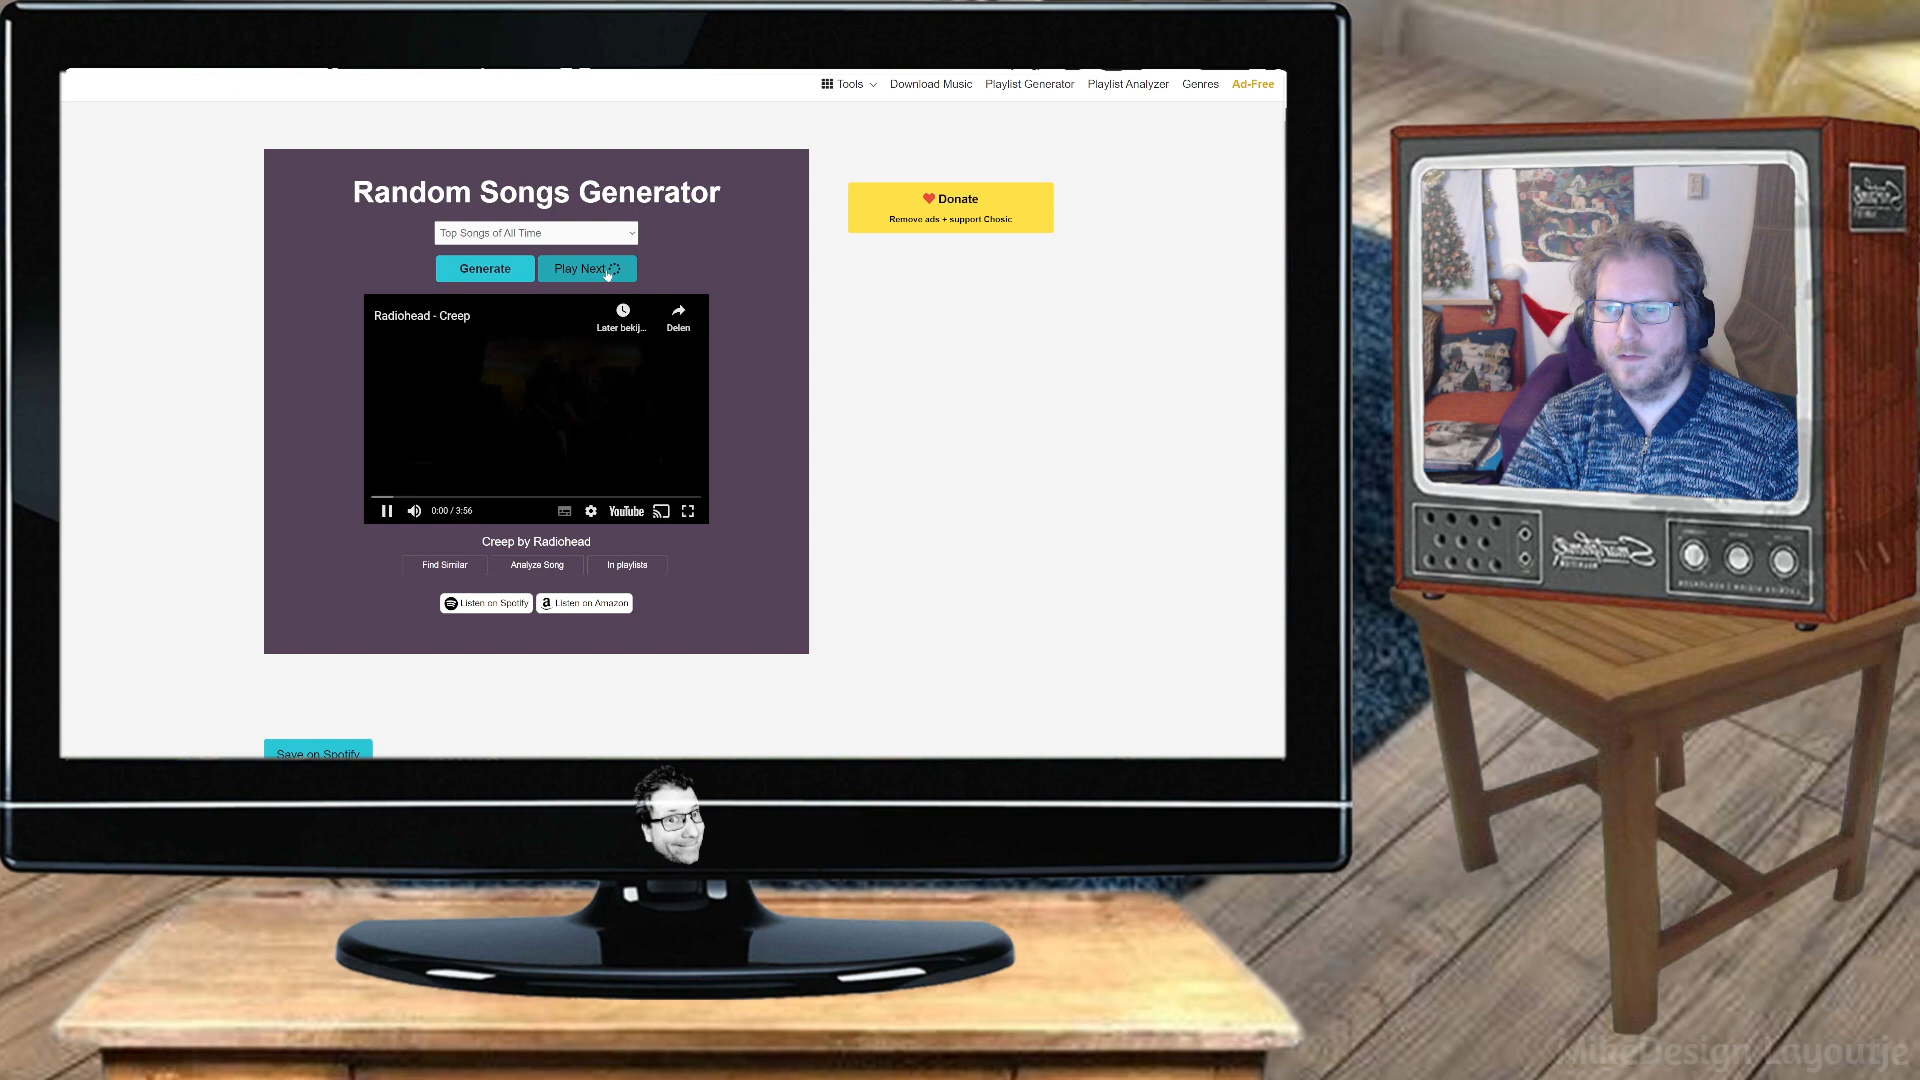 Tools
Download Music
Playlist Generator
Playlist Analyzer
Genres
Ad-Free
Random Songs Generator
Top Songs of All Time
Generate
Play Next
Donate
Remove ads + support Chosic
Radiohead - Creep
Later bekij...
Delen
0:00 / 3:56
YouTube
Creep by Radiohead
Find Similar
Analyze Song
In playlists
Listen on Spotify
Listen on Amazon
Save on Spotify
MikeDesign Layoutje